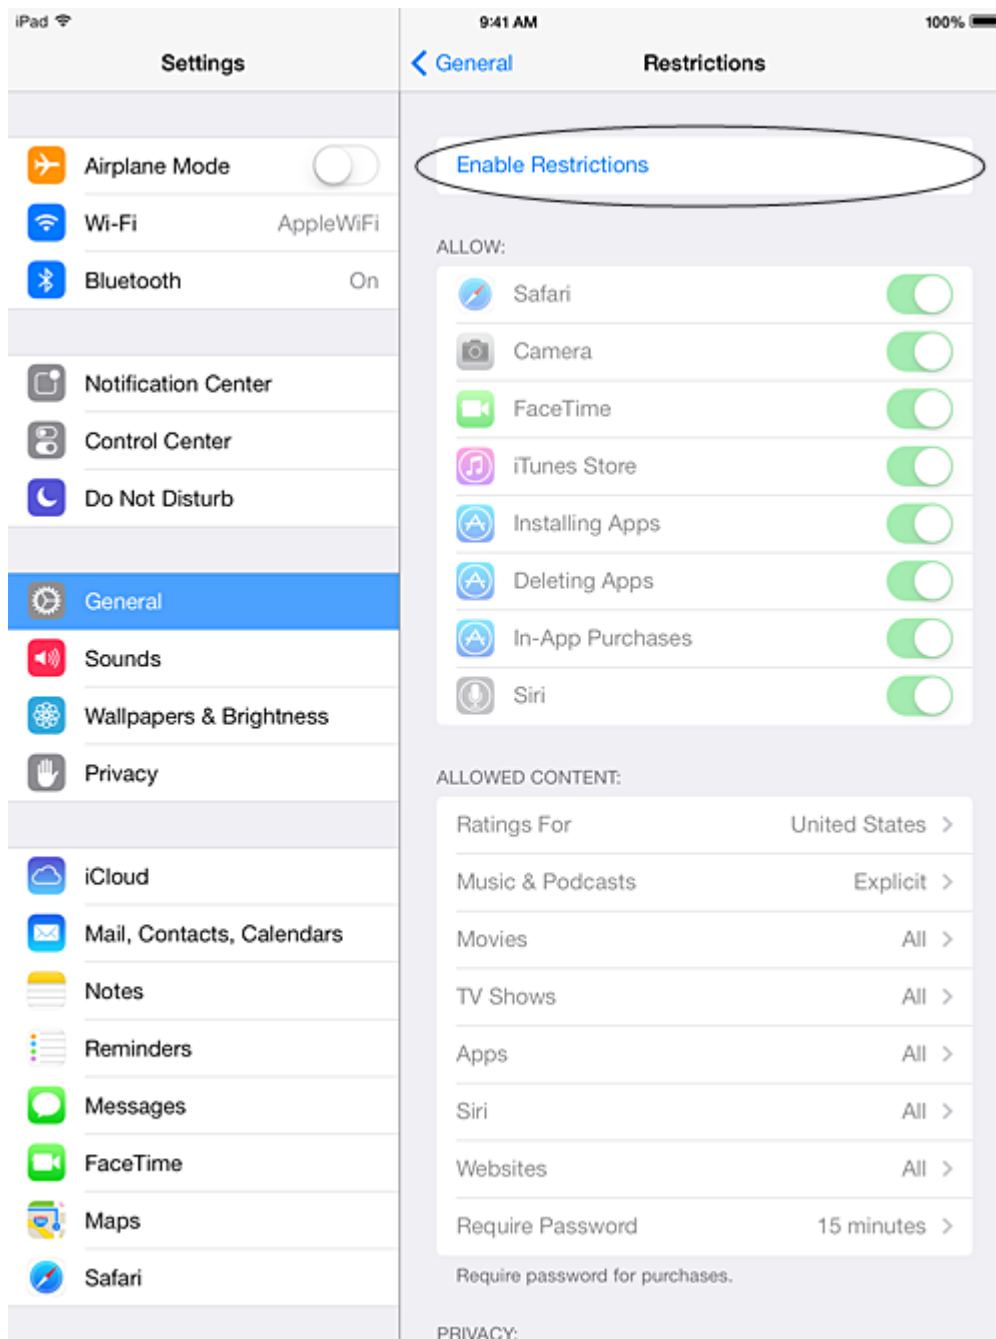 iPad
9:41 AM
100%
Settings
General
Restrictions
Airplane Mode
Wi-Fi AppleWiFi
Bluetooth On
Notification Center
Control Center
Do Not Disturb
General
Sounds
Wallpapers & Brightness
Privacy
iCloud
Mail, Contacts, Calendars
Notes
Reminders
Messages
FaceTime
Maps
Safari
Enable Restrictions
ALLOW:
Safari
Camera
FaceTime
iTunes Store
Installing Apps
Deleting Apps
In-App Purchases
Siri
ALLOWED CONTENT:
Ratings For United States
Music & Podcasts Explicit
Movies All
TV Shows All
Apps All
Siri All
Websites All
Require Password 15 minutes
Require password for purchases.
PRIVACY: